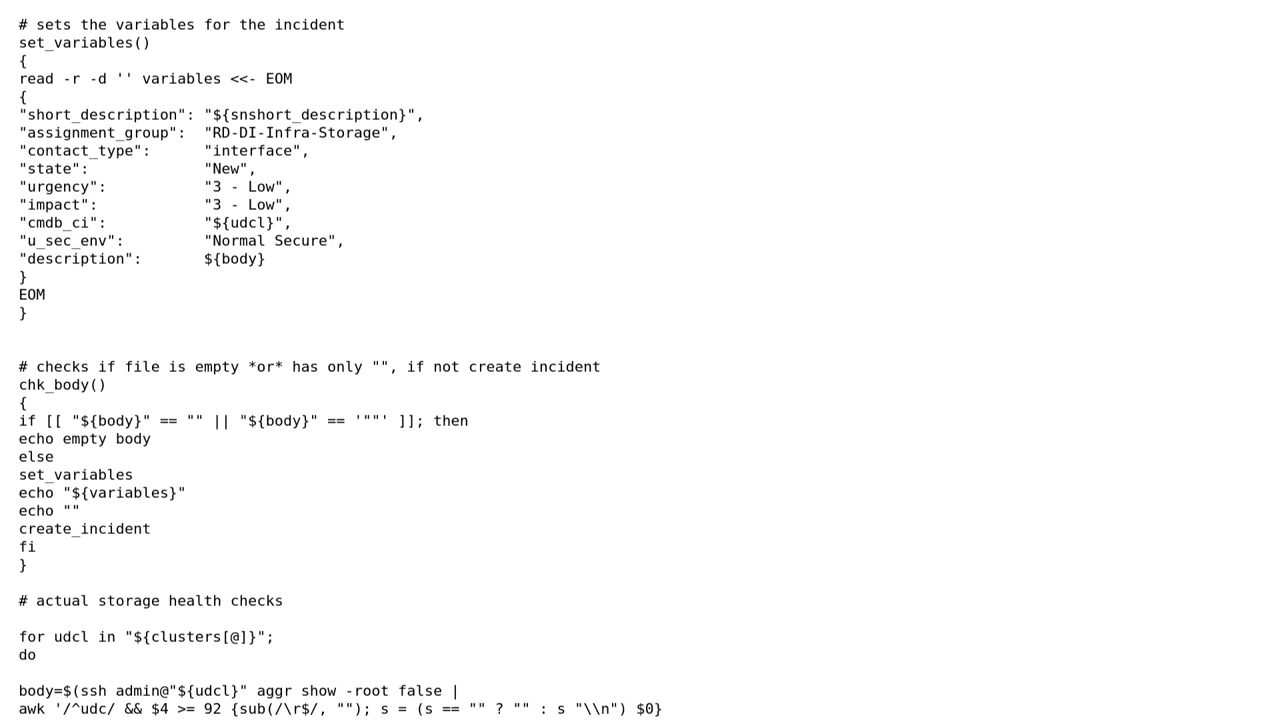 # sets the variables for the incident
set_variables()
{
read -r -d '' variables <<- EOM
{
"short_description": "${snshort_description}",
"assignment_group":  "RD-DI-Infra-Storage",
"contact_type":      "interface",
"state":             "New",
"urgency":           "3 - Low",
"impact":            "3 - Low",
"cmdb_ci":           "${udcl}",
"u_sec_env":         "Normal Secure",
"description":       ${body}
}
EOM
}
# checks if file is empty *or* has only "", if not create incident
chk_body()
{
if [[ "${body}" == "" || "${body}" == '""' ]]; then
echo empty body
else
set_variables
echo "${variables}"
echo ""
create_incident
fi
}
# actual storage health checks
for udcl in "${clusters[@]}";
do
body=$(ssh admin@"${udcl}" aggr show -root false |
awk '/^udc/ && $4 >= 92 {sub(/\r$/, ""); s = (s == "" ? "" : s "\\n") $0}